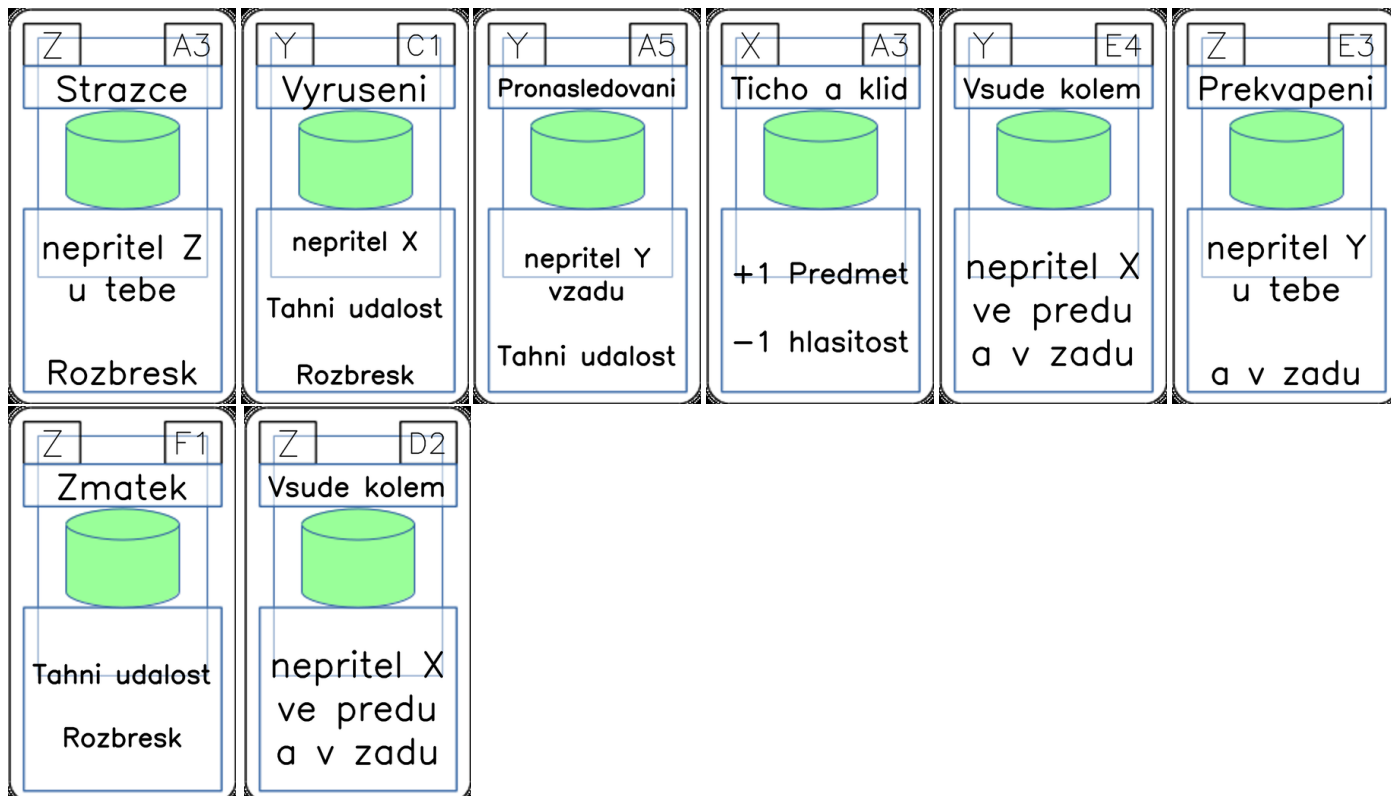 Z A3
Strazce
nepritel Z
u tebe
Rozbresk
Y C1
Vyruseni
nepritel X
Tahni udalost
Rozbresk
Y A5
Pronasledovani
nepritel Y
vzadu
Tahni udalost
X A3
Ticho a klid
+1 Predmet
-1 hlasitost
Y E4
Vsude kolem
nepritel X
ve predu
a v zadu
Z E3
Prekvapeni
nepritel Y
u tebe
a v zadu
Z F1
Zmatek
Tahni udalost
Rozbresk
Z D2
Vsude kolem
nepritel X
ve predu
a v zadu